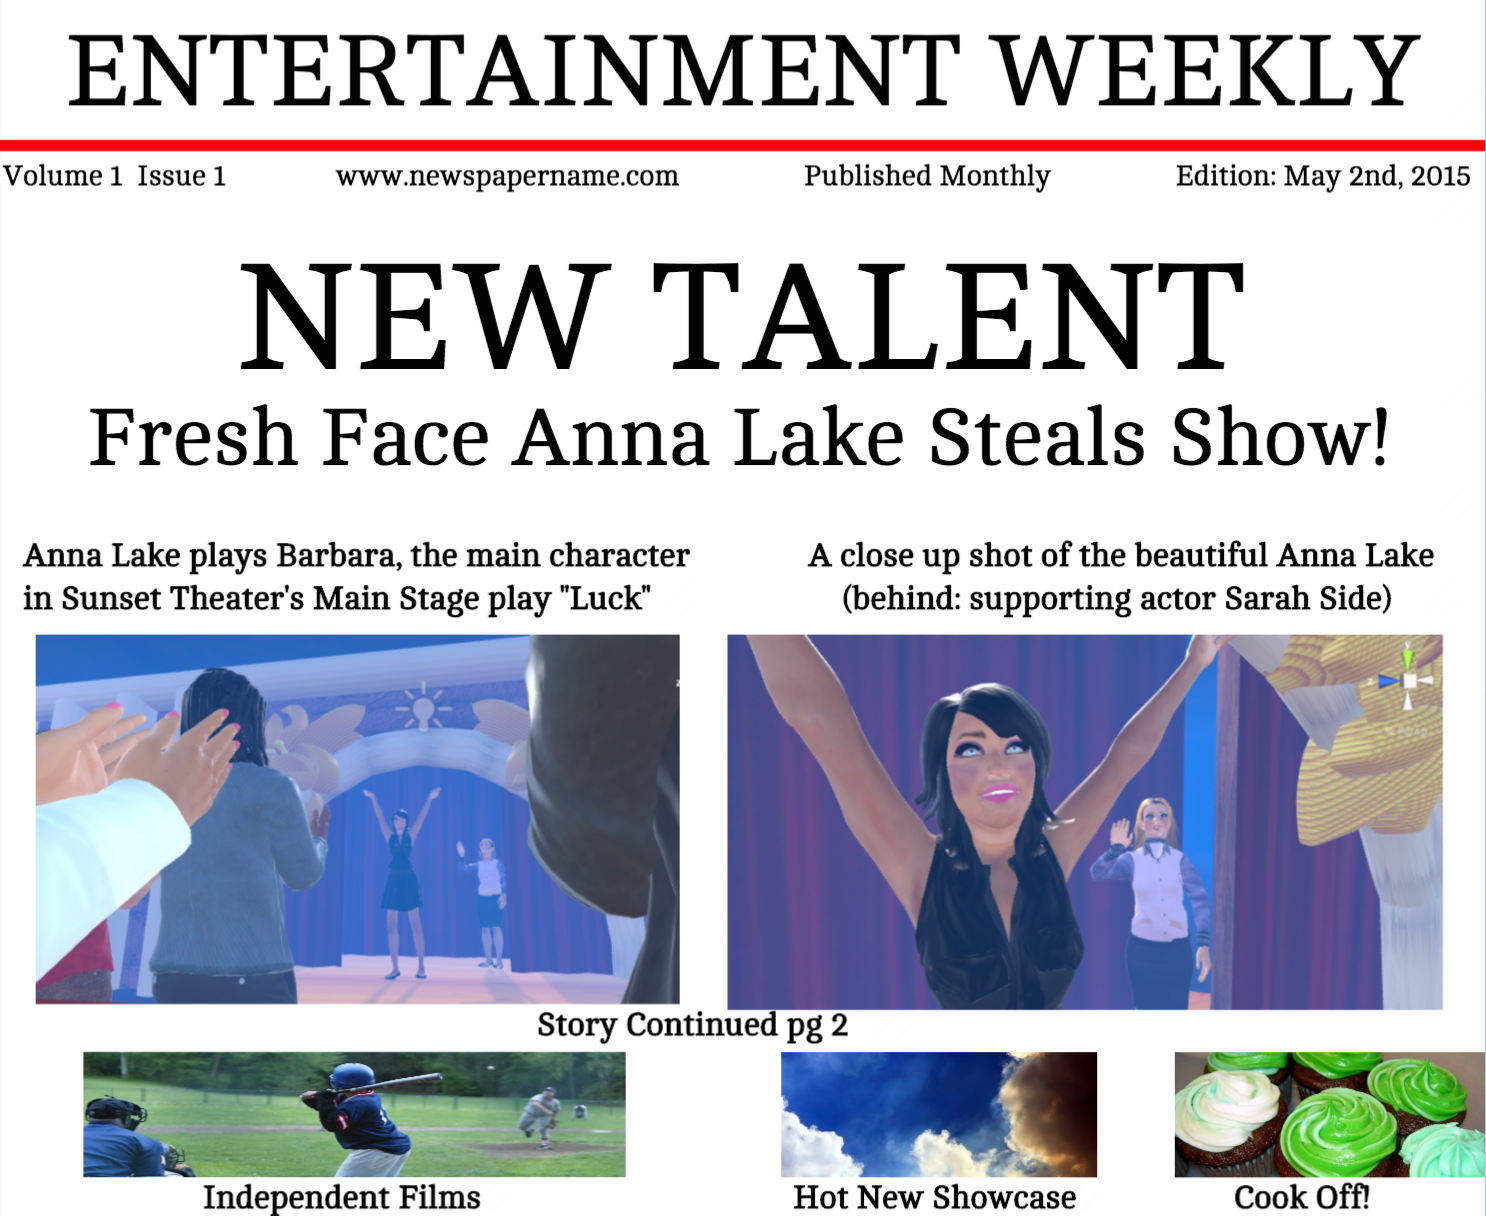 ENTERTAINMENT WEEKLY
Volume 1 Issue 1 www.newspapername.com Published Monthly Edition: May 2nd, 2015
NEW TALENT
Fresh Face Anna Lake Steals Show!
Anna Lake plays Barbara, the main character
in Sunset Theater's Main Stage play "Luck"
A close up shot of the beautiful Anna Lake
(behind: supporting actor Sarah Side)
Story Continued pg 2
Independent Films
Hot New Showcase
Cook Off!